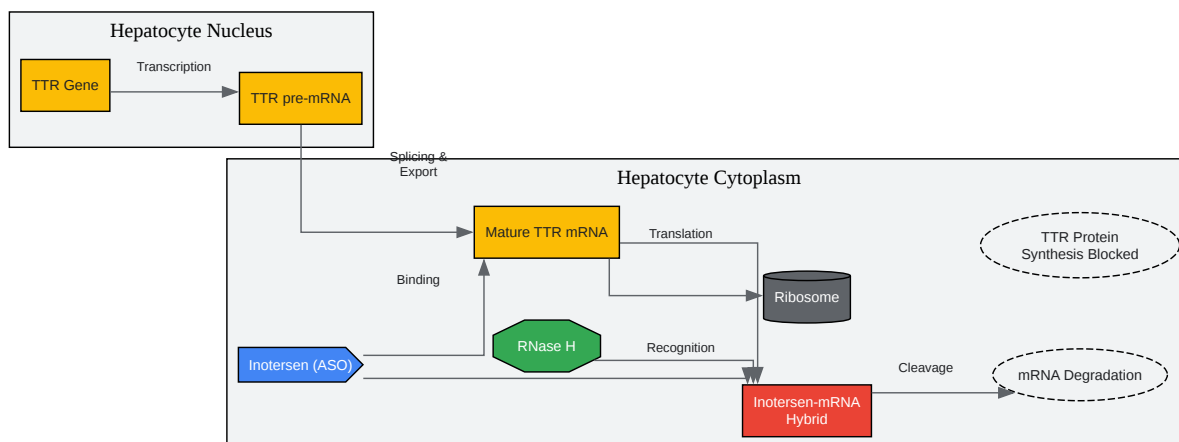 Hepatocyte Nucleus
Transcription
TTR Gene
TTR pre-mRNA
Splicing &
Export
Hepatocyte Cytoplasm
Mature TTR mRNA
Translation
TTR Protein
Synthesis Blocked
Binding
Ribosome
RNase H
Recognition
Inotersen (ASO)
Cleavage
mRNA Degradation
Inotersen-mRNA
Hybrid